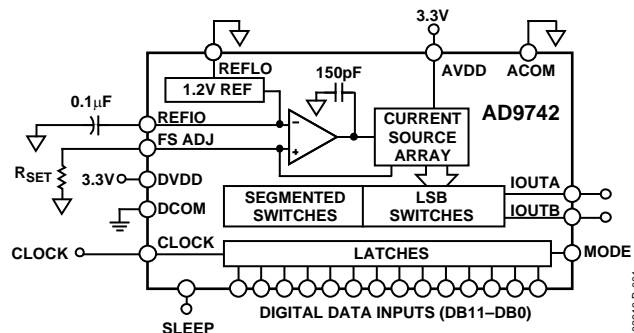 3.3V
REFLO
150pF
AVDD
ACOM
1.2V REF
AD9742
0.1μF
REFIO
CURRENT
SOURCE
ARRAY
FS ADJ
RSET
3.3V
DVDD
SEGMENTED
SWITCHES
LSB
SWITCHES
IOUTA
IOUTB
DCOM
CLOCK
CLOCK
LATCHES
MODE
DIGITAL DATA INPUTS (DB11–DB0)
SLEEP